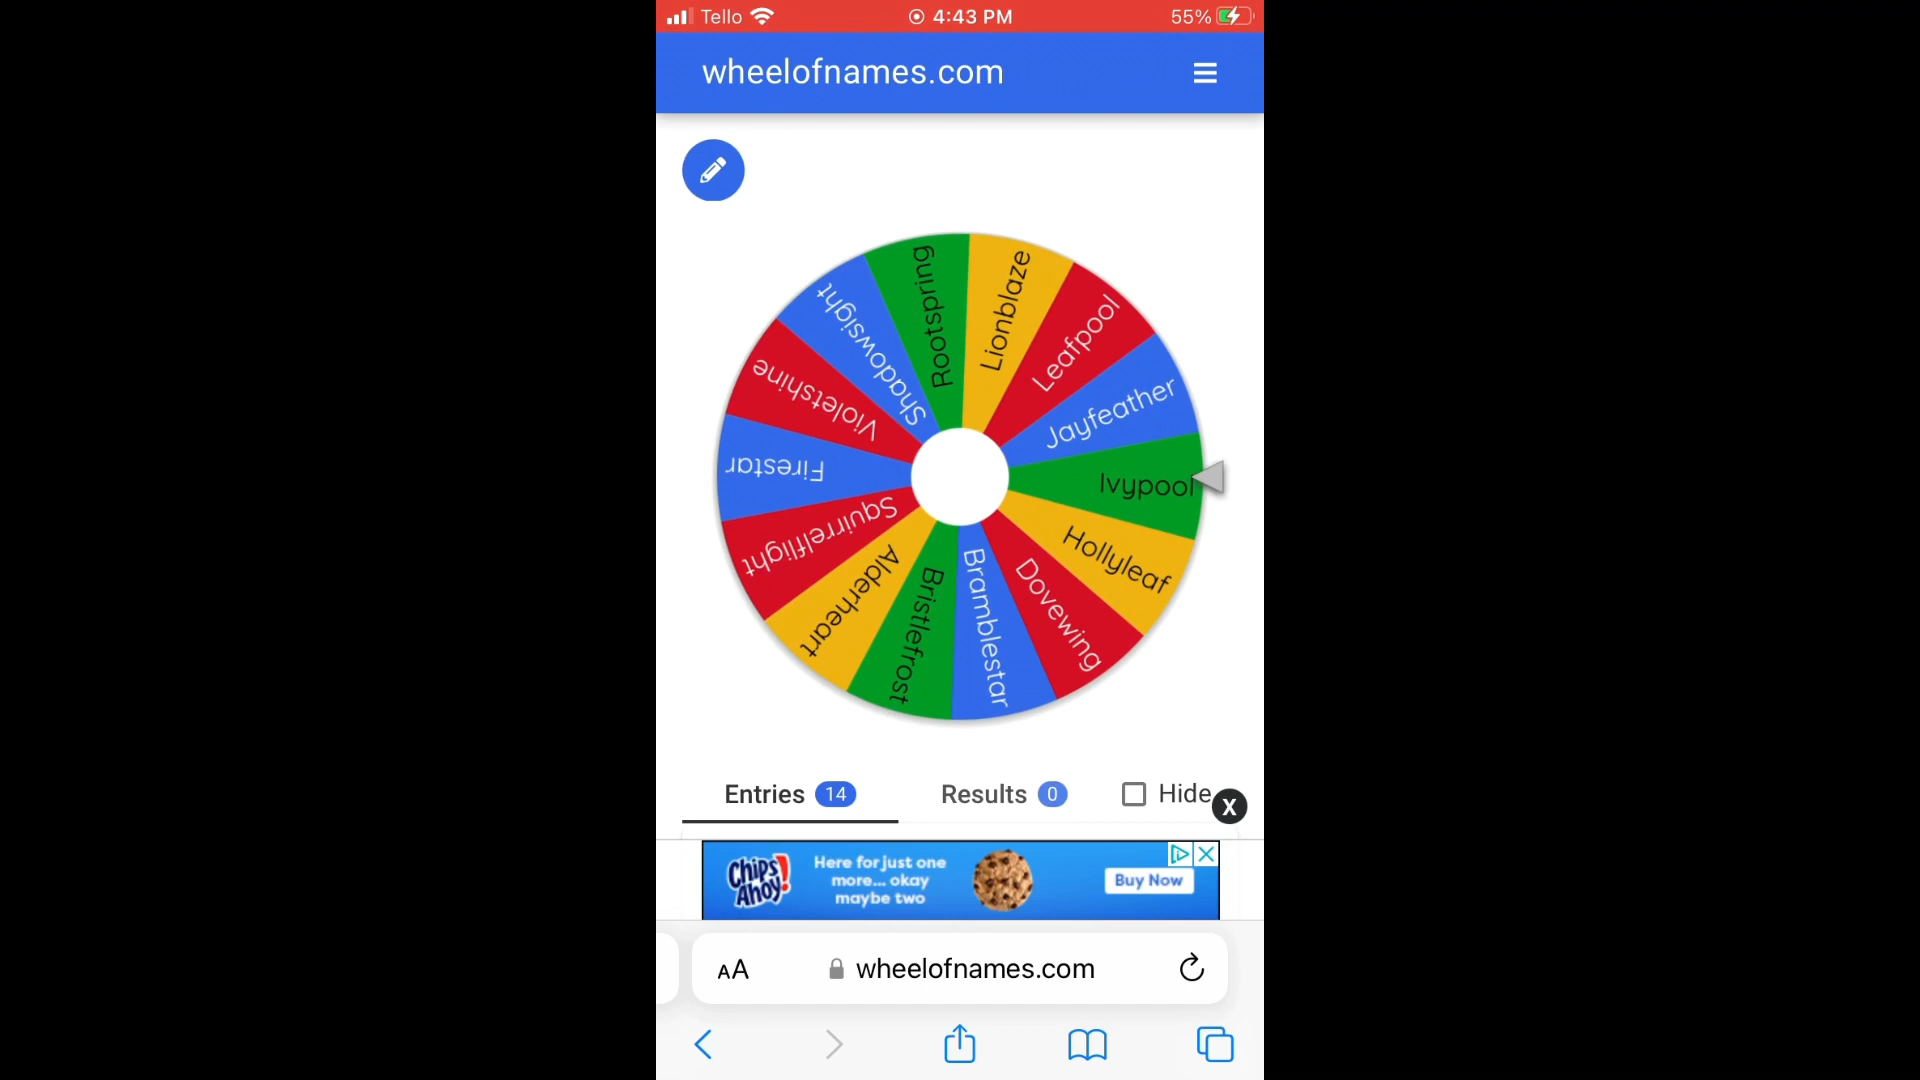 Tello
4:43 PM
55%
wheelofnames.com
Rootspring
Lionblaze
Leafpool
Jayfeather
Ivypool
Hollyleaf
Dovewing
Bramblestar
Bristlefrost
Alderheart
Squirrelflight
Firestar
Violetshine
Shadowsight
Entries 14
Results 0
Hide
X
Chips Ahoy!
Here for just one
more... okay
maybe two
Buy Now
AA
wheelofnames.com